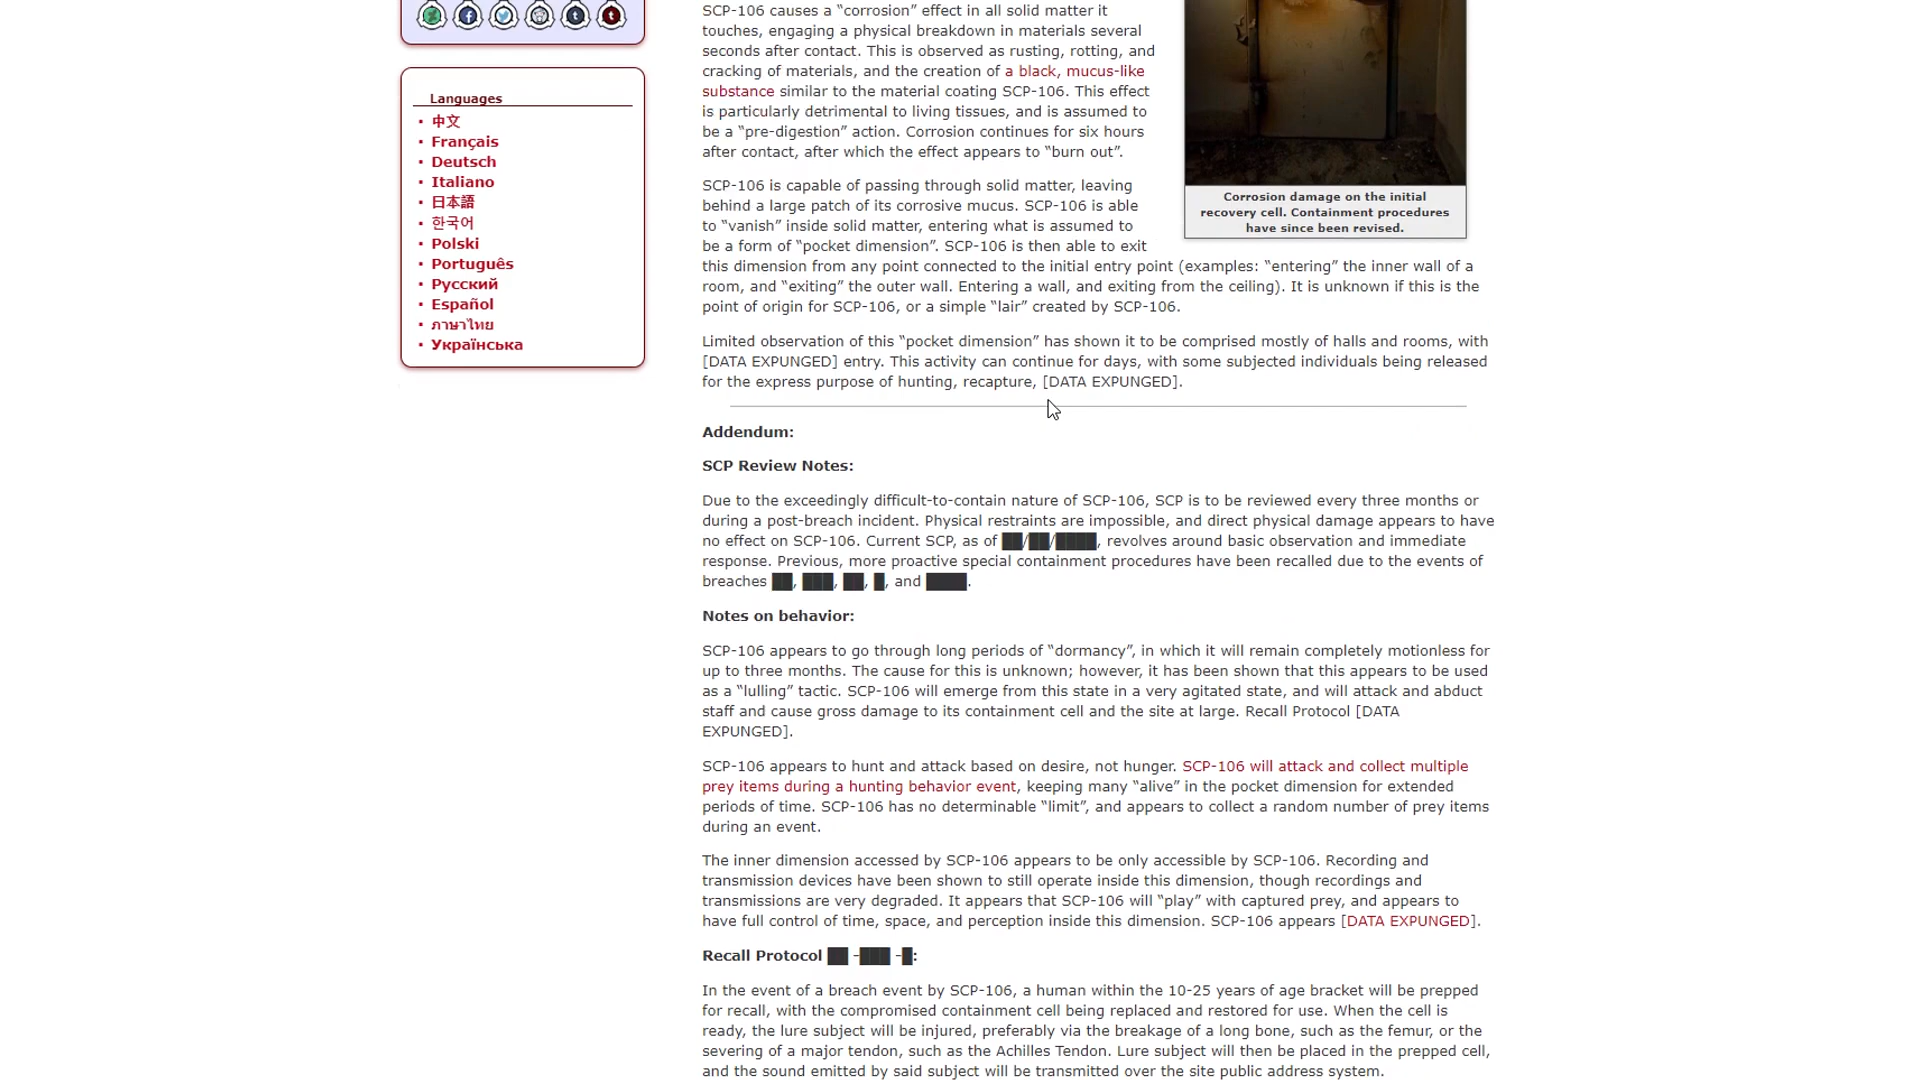 Languages
中文
Français
Deutsch
Italiano
日本語
한국어
Polski
Português
Русский
Español
ภาษาไทย
Українська
SCP-106 causes a “corrosion” effect in all solid matter it
touches, engaging a physical breakdown in materials several
seconds after contact. This is observed as rusting, rotting, and
cracking of materials, and the creation of a black, mucus-like
substance similar to the material coating SCP-106. This effect
is particularly detrimental to living tissues, and is assumed to
be a “pre-digestion” action. Corrosion continues for six hours
after contact, after which the effect appears to “burn out”.
Corrosion damage on the initial
recovery cell. Containment procedures
have since been revised.
SCP-106 is capable of passing through solid matter, leaving
behind a large patch of its corrosive mucus. SCP-106 is able
to “vanish” inside solid matter, entering what is assumed to
be a form of “pocket dimension”. SCP-106 is then able to exit
this dimension from any point connected to the initial entry point (examples: “entering” the inner wall of a
room, and “exiting” the outer wall. Entering a wall, and exiting from the ceiling). It is unknown if this is the
point of origin for SCP-106, or a simple “lair” created by SCP-106.
Limited observation of this “pocket dimension” has shown it to be comprised mostly of halls and rooms, with
[DATA EXPUNGED] entry. This activity can continue for days, with some subjected individuals being released
for the express purpose of hunting, recapture, [DATA EXPUNGED].
Addendum:
SCP Review Notes:
Due to the exceedingly difficult-to-contain nature of SCP-106, SCP is to be reviewed every three months or
during a post-breach incident. Physical restraints are impossible, and direct physical damage appears to have
no effect on SCP-106. Current SCP, as of ██/██/████, revolves around basic observation and immediate
response. Previous, more proactive special containment procedures have been recalled due to the events of
breaches ██, ███, ██, █, and ████.
Notes on behavior:
SCP-106 appears to go through long periods of “dormancy”, in which it will remain completely motionless for
up to three months. The cause for this is unknown; however, it has been shown that this appears to be used
as a “lulling” tactic. SCP-106 will emerge from this state in a very agitated state, and will attack and abduct
staff and cause gross damage to its containment cell and the site at large. Recall Protocol [DATA
EXPUNGED].
SCP-106 appears to hunt and attack based on desire, not hunger. SCP-106 will attack and collect multiple
prey items during a hunting behavior event, keeping many “alive” in the pocket dimension for extended
periods of time. SCP-106 has no determinable “limit”, and appears to collect a random number of prey items
during an event.
The inner dimension accessed by SCP-106 appears to be only accessible by SCP-106. Recording and
transmission devices have been shown to still operate inside this dimension, though recordings and
transmissions are very degraded. It appears that SCP-106 will “play” with captured prey, and appears to
have full control of time, space, and perception inside this dimension. SCP-106 appears [DATA EXPUNGED].
Recall Protocol ██ -███ -█:
In the event of a breach event by SCP-106, a human within the 10-25 years of age bracket will be prepped
for recall, with the compromised containment cell being replaced and restored for use. When the cell is
ready, the lure subject will be injured, preferably via the breakage of a long bone, such as the femur, or the
severing of a major tendon, such as the Achilles Tendon. Lure subject will then be placed in the prepped cell,
and the sound emitted by said subject will be transmitted over the site public address system.